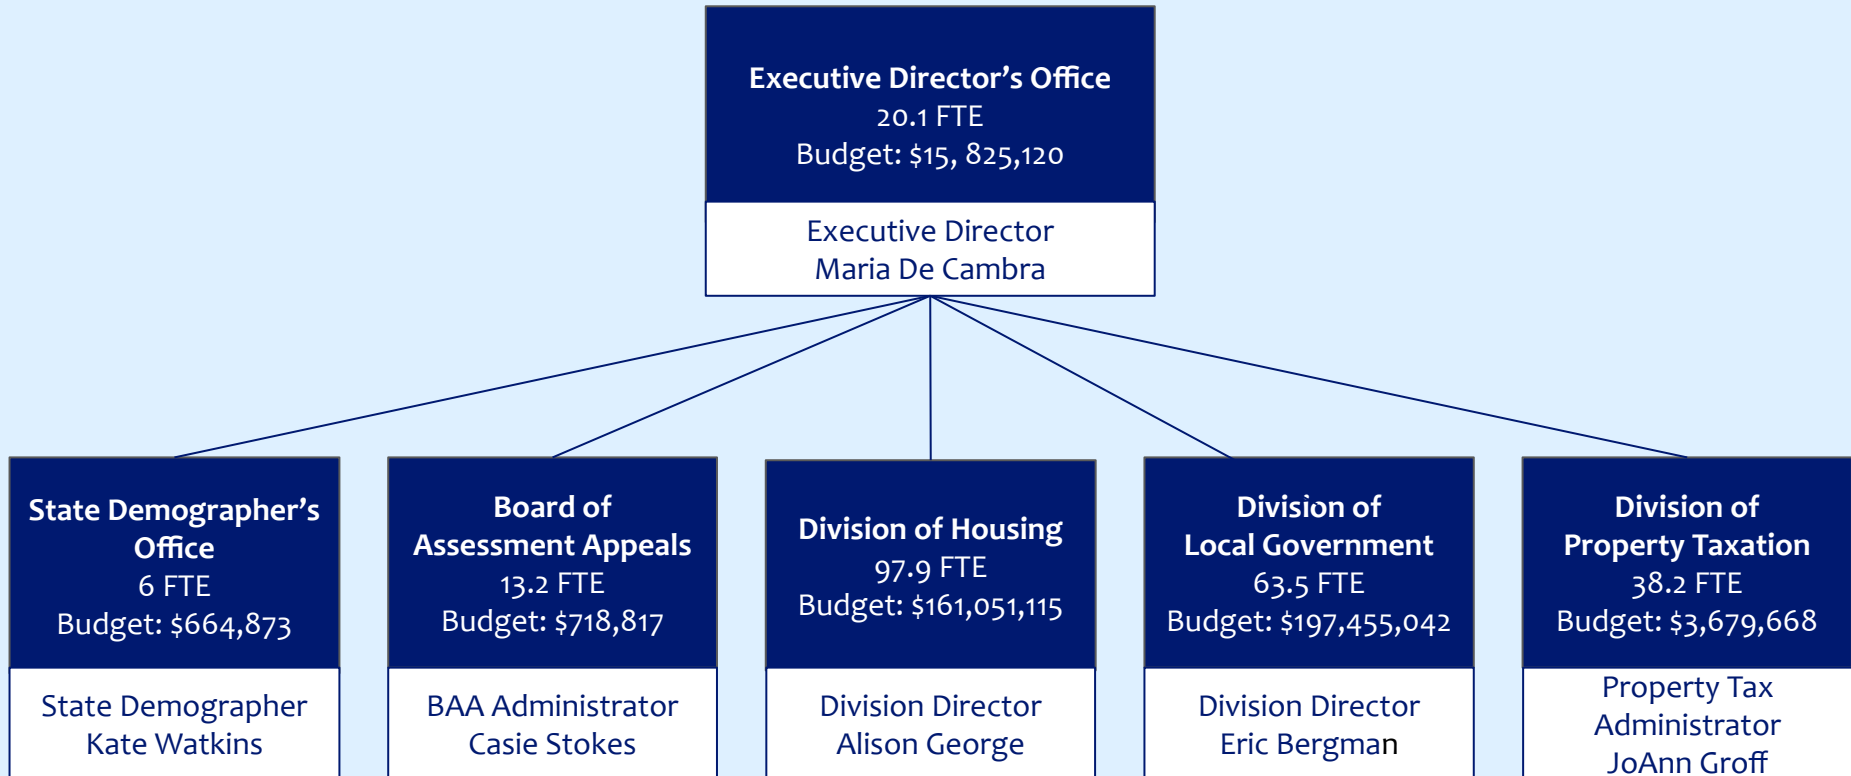 Executive Director’s Office
20.1 FTE
Budget: $15, 825,120
Executive Director
Maria De Cambra
State Demographer’s
Office
6 FTE
Budget: $664,873
State Demographer
Kate Watkins
Board of
Assessment Appeals
13.2 FTE
Budget: $718,817
BAA Administrator
Casie Stokes
Division of Housing
97.9 FTE
Budget: $161,051,115
Division Director
Alison George
Division of
Local Government
63.5 FTE
Budget: $197,455,042
Division Director
Eric Bergman
Division of
Property Taxation
38.2 FTE
Budget: $3,679,668
Property Tax
Administrator
JoAnn Groff